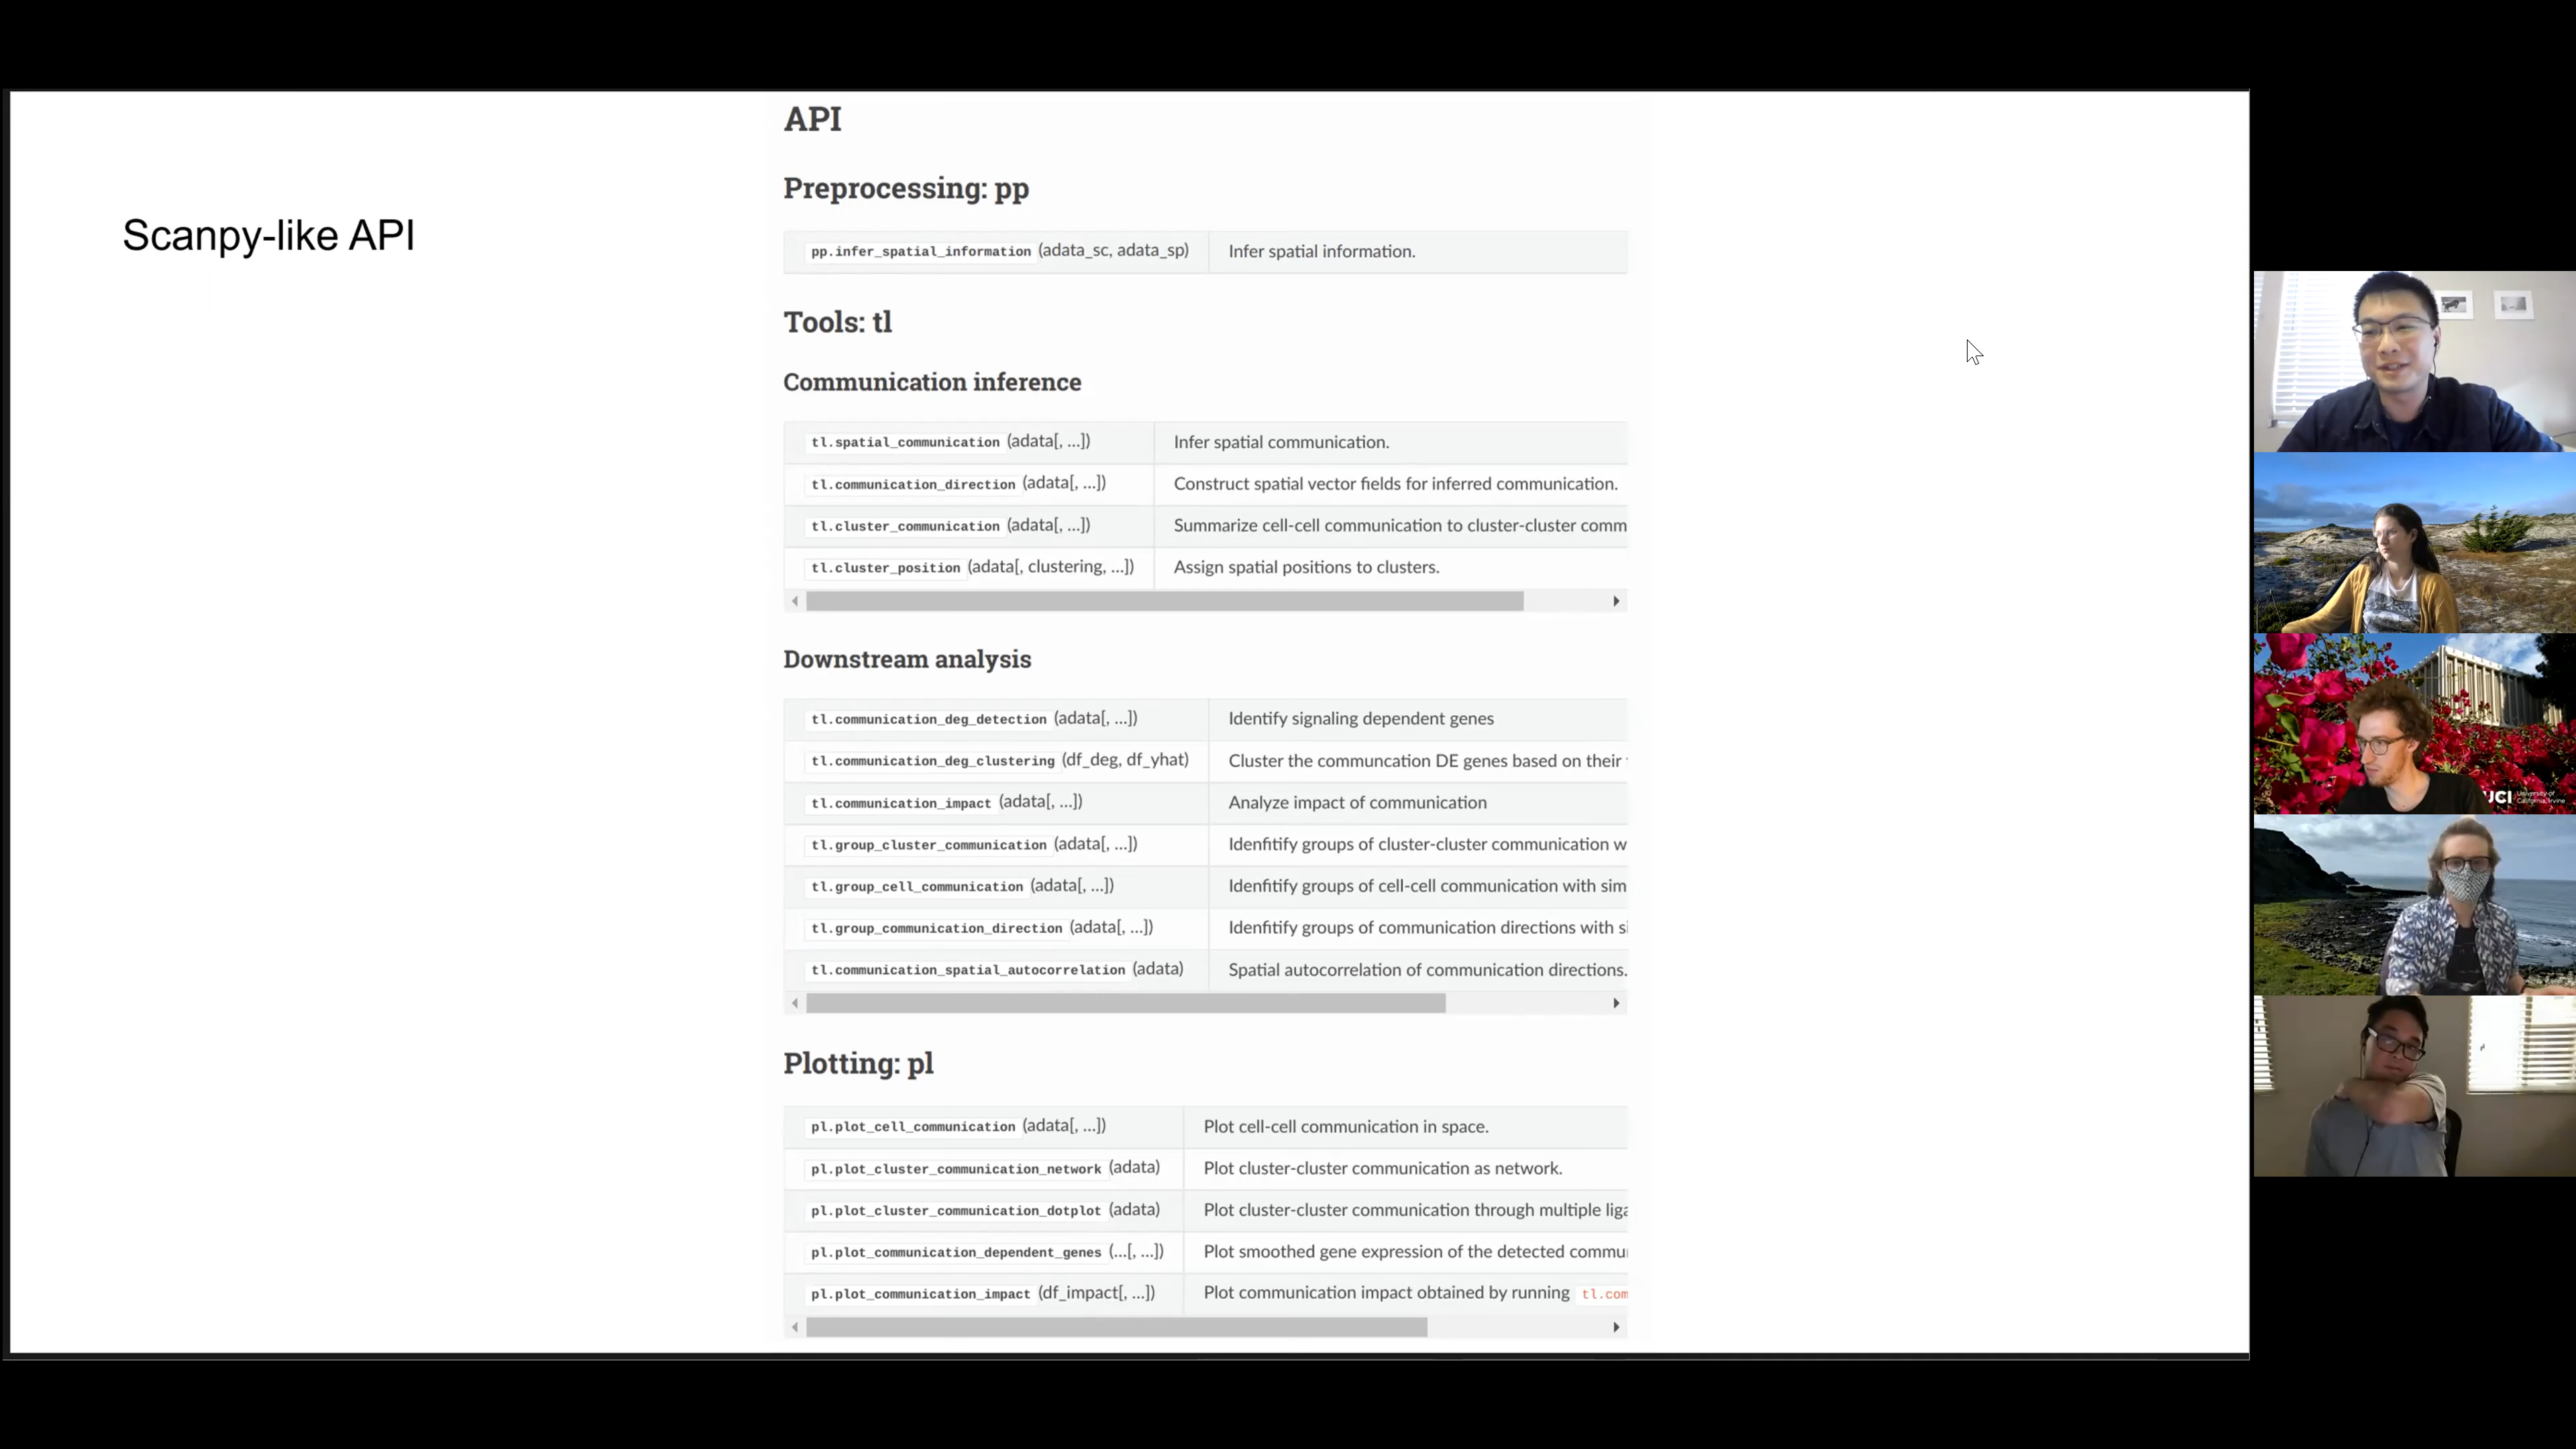 Scanpy-like API
API
Preprocessing: pp
pp.infer_spatial_information (adata_sc, adata_sp) Infer spatial information.
Tools: tl
Communication inference
tl.spatial_communication (adata[, ...]) Infer spatial communication.
tl.communication_direction (adata[, ...]) Construct spatial vector fields for inferred communication.
tl.cluster_communication (adata[, ...]) Summarize cell-cell communication to cluster-cluster comm
tl.cluster_position (adata[, clustering, ...]) Assign spatial positions to clusters.
Downstream analysis
tl.communication_deg_detection (adata[, ...]) Identify signaling dependent genes
tl.communication_deg_clustering (df_deg, df_yhat) Cluster the communcation DE genes based on their
tl.communication_impact (adata[, ...]) Analyze impact of communication
tl.group_cluster_communication (adata[, ...]) Idenfitify groups of cluster-cluster communication w
tl.group_cell_communication (adata[, ...]) Idenfitify groups of cell-cell communication with sim
tl.group_communication_direction (adata[, ...]) Idenfitify groups of communication directions with si
tl.communication_spatial_autocorrelation (adata) Spatial autocorrelation of communication directions.
Plotting: pl
pl.plot_cell_communication (adata[, ...]) Plot cell-cell communication in space.
pl.plot_cluster_communication_network (adata) Plot cluster-cluster communication as network.
pl.plot_cluster_communication_dotplot (adata) Plot cluster-cluster communication through multiple liga
pl.plot_communication_dependent_genes (...[, ...]) Plot smoothed gene expression of the detected commu
pl.plot_communication_impact (df_impact[, ...]) Plot communication impact obtained by running tl.com
UCI University of
California, Irvine